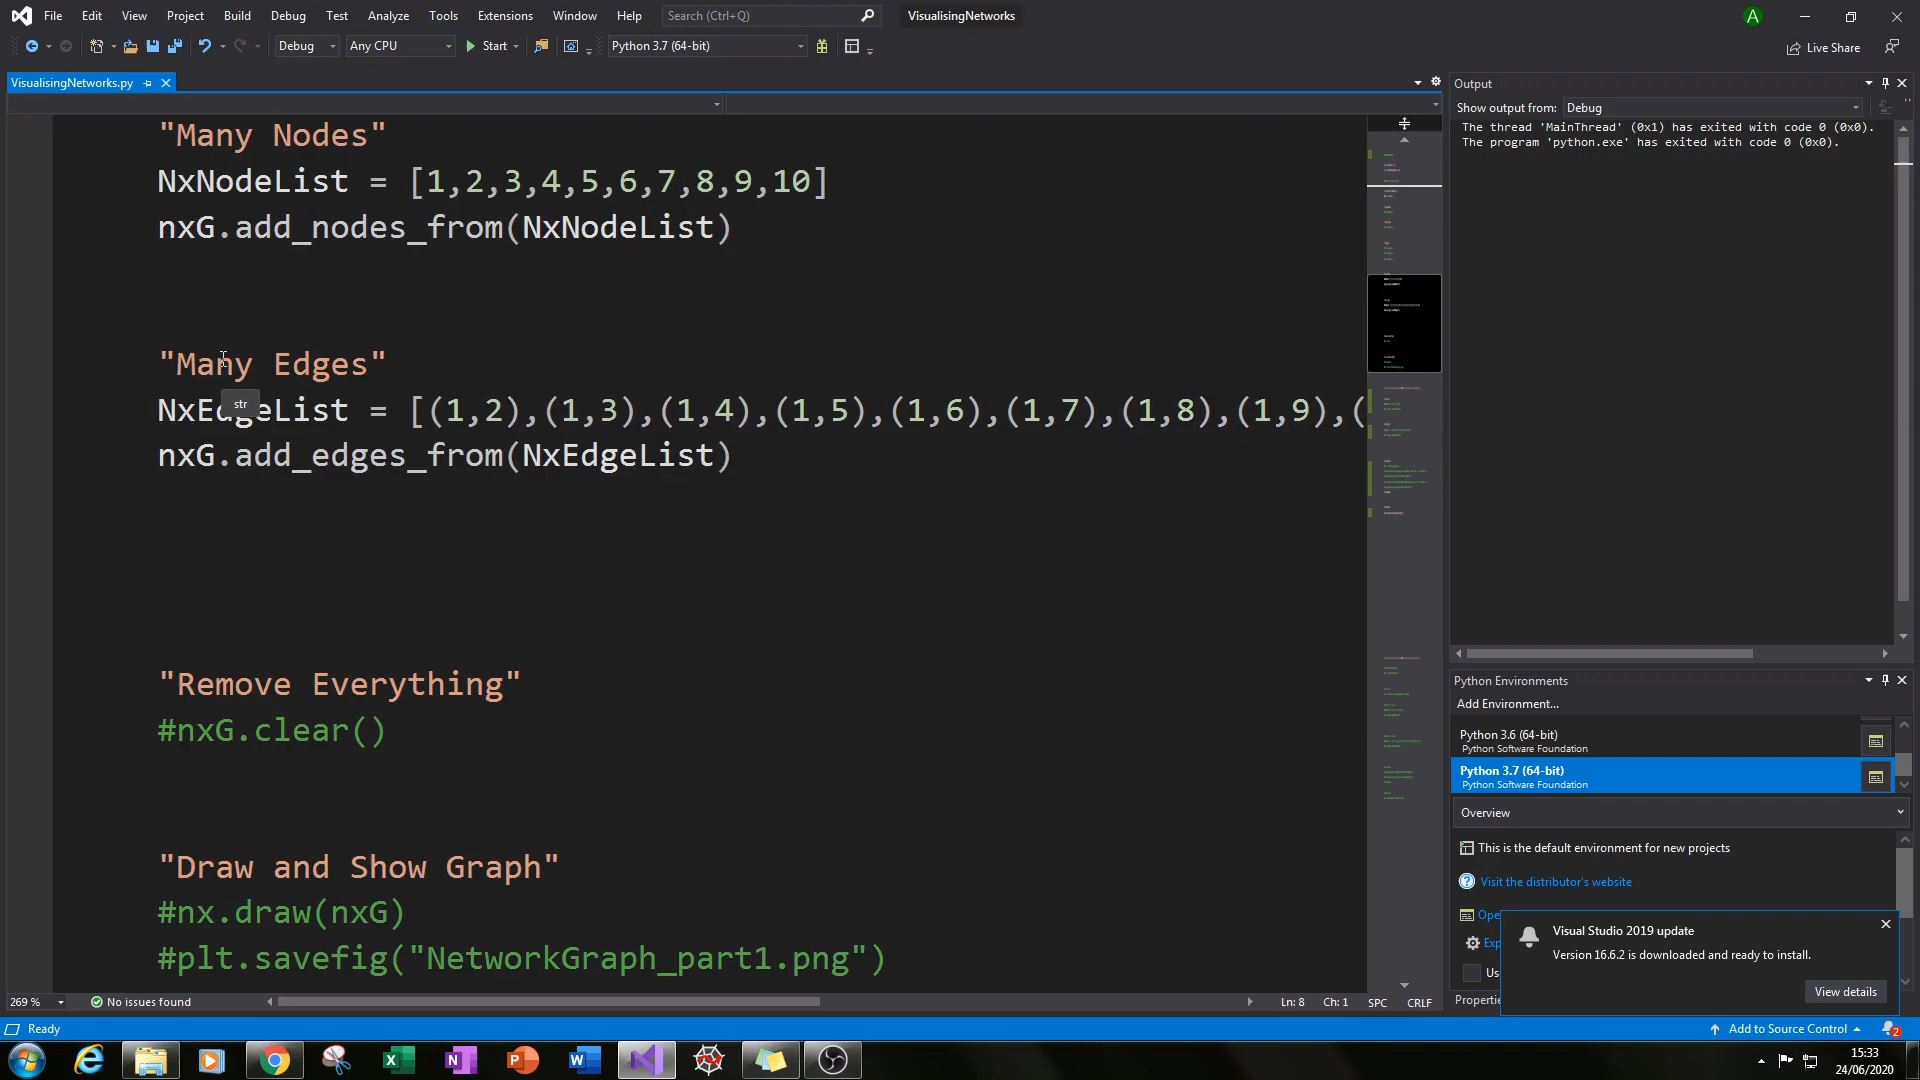 File Edit View Project Build Debug Test Analyze Tools Extensions Window Help Search (Ctrl+Q) VisualisingNetworks A
Debug Any CPU Start Python 3.7 (64-bit) Live Share
VisualisingNetworks.py
"Many Nodes"
NxNodeList = [1,2,3,4,5,6,7,8,9,10]
nxG.add_nodes_from(NxNodeList)
"Many Edges"
str
NxEdgeList = [(1,2),(1,3),(1,4),(1,5),(1,6),(1,7),(1,8),(1,9),(
nxG.add_edges_from(NxEdgeList)
"Remove Everything"
#nxG.clear()
"Draw and Show Graph"
#nx.draw(nxG)
#plt.savefig("NetworkGraph_part1.png")
269 % No issues found Ln: 8 Ch: 1 SPC CRLF
Output
Show output from: Debug
The thread 'MainThread' (0x1) has exited with code 0 (0x0).
The program 'python.exe' has exited with code 0 (0x0).
Python Environments
Add Environment...
Python 3.6 (64-bit)
Python Software Foundation
Python 3.7 (64-bit)
Python Software Foundation
Overview
This is the default environment for new projects
Visit the distributor's website
Ope
Exp
Us
Propertie
Visual Studio 2019 update
Version 16.6.2 is downloaded and ready to install.
View details
Ready Add to Source Control 2
15:33
24/06/2020